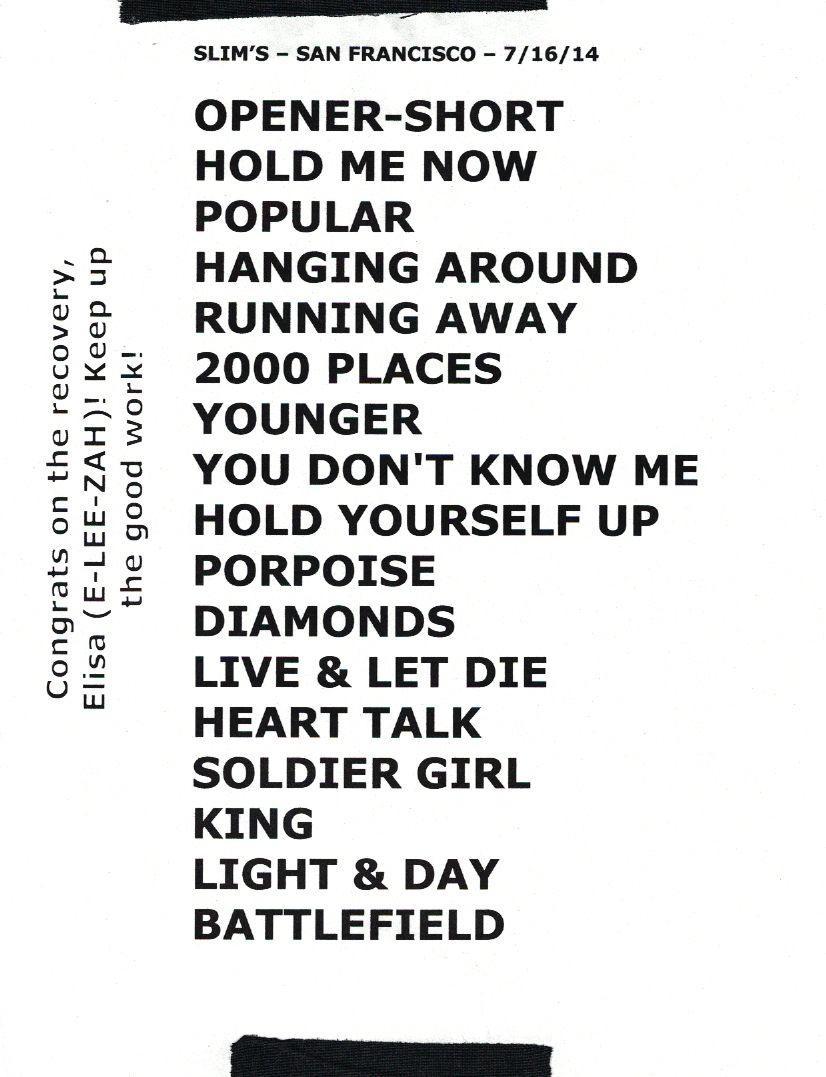 SLIM'S – SAN FRANCISCO – 7/16/14
OPENER-SHORT
HOLD ME NOW
POPULAR
HANGING AROUND
RUNNING AWAY
2000 PLACES
YOUNGER
YOU DON'T KNOW ME
HOLD YOURSELF UP
PORPOISE
DIAMONDS
LIVE & LET DIE
HEART TALK
SOLDIER GIRL
KING
LIGHT & DAY
BATTLEFIELD
Congrats on the recovery,
Elisa (E-LEE-ZAH)! Keep up
the good work!